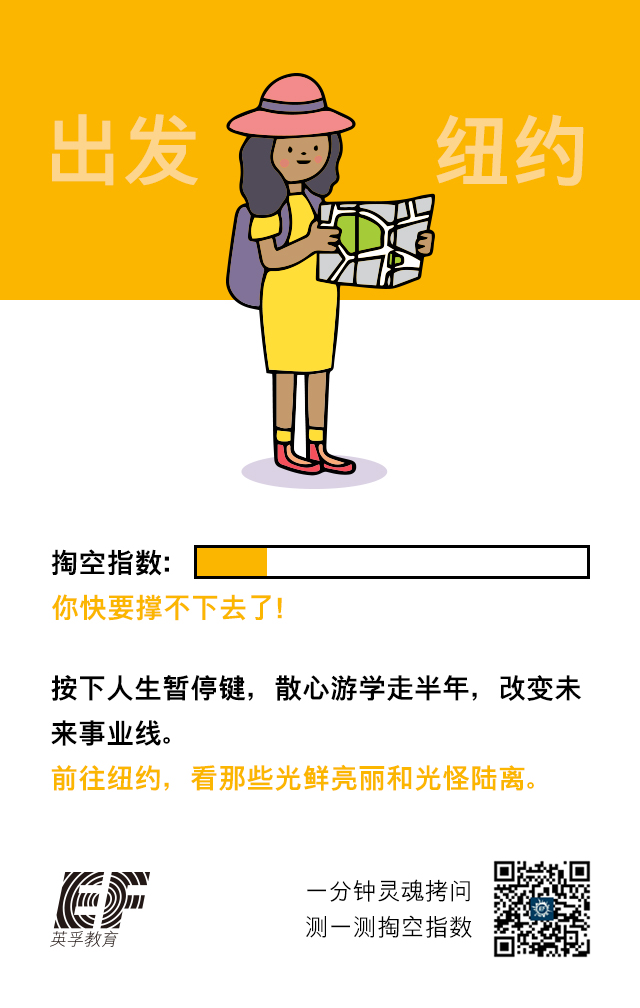 出发 纽约
掏空指数：
你快要撑不下去了！
按下人生暂停键，散心游学走半年，改变未
来事业线。
前往纽约，看那些光鲜亮丽和光怪陆离。
一分钟灵魂拷问
测一测掏空指数
EF
英孚教育